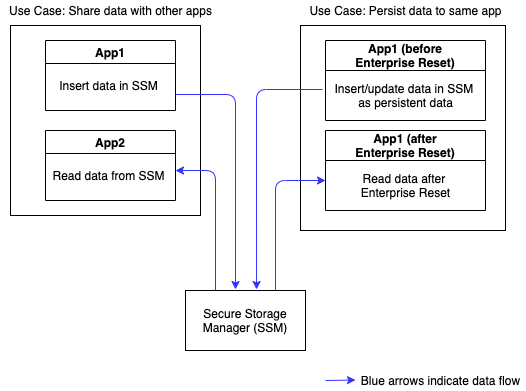 Use Case: Share data with other apps
App1
Insert data in SSM
App2
Read data from SSM
Use Case: Persist data to same app
App1 (before
Enterprise Reset)
Insert/update data in SSM
as persistent data
App1 (after
Enterprise Reset)
Read data after
Enterprise Reset
Secure Storage
Manager (SSM)
Blue arrows indicate data flow